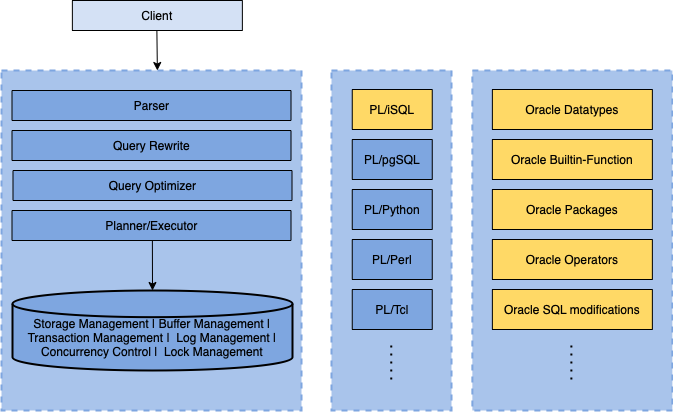 Client
Parser
Query Rewrite
Query Optimizer
Planner/Executor
Storage Management | Buffer Management |
Transaction Management | Log Management |
Concurrency Control | Lock Management
PL/iSQL
PL/pgSQL
PL/Python
PL/Perl
PL/Tcl
Oracle Datatypes
Oracle Builtin-Function
Oracle Packages
Oracle Operators
Oracle SQL modifications